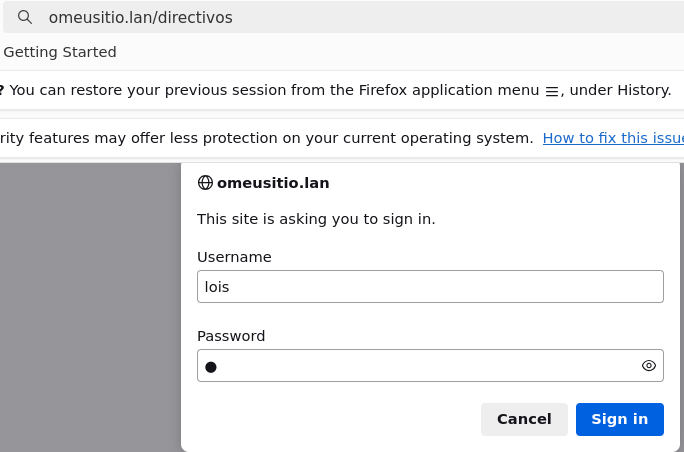 omeusitio.lan/directivos
Getting Started
? You can restore your previous session from the Firefox application menu ☰, under History.
rity features may offer less protection on your current operating system. How to fix this issue
omeusitio.lan
This site is asking you to sign in.
Username
lois
Password
●
Cancel Sign in